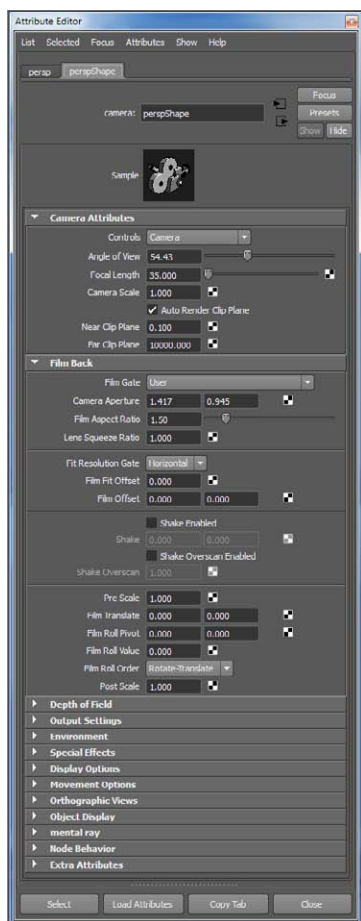 Attribute Editor
List Selected Focus Attributes Show Help
persp perspShape
Focus
camera: perspShape Presets
Show Hide
Sample
Camera Attributes
Controls Camera
Angle of View 54.43
Focal Length 35.000
Camera Scale 1.000
Auto Render Clip Plane
Near Clip Plane 0.100
Far Clip Plane 10000.000
Film Back
Film Gate User
Camera Aperture 1.417 0.945
Film Aspect Ratio 1.50
Lens Squeeze Ratio 1.000
Fit Resolution Gate Horizontal
Film Fit Offset 0.000
Film Offset 0.000 0.000
Shake Enabled
Shake 0.000 0.000
Shake Overscan Enabled
Shake Overscan 1.000
Pre Scale 1.000
Film Translate 0.000 0.000
Film Roll Pivot 0.000 0.000
Film Roll Value 0.000
Film Roll Order Rotate-Translate
Post Scale 1.000
Depth of Field
Output Settings
Environment
Special Effects
Display Options
Movement Options
Orthographic Views
Object Display
mental ray
Node Behavior
Extra Attributes
Select Load Attributes Copy Tab Close